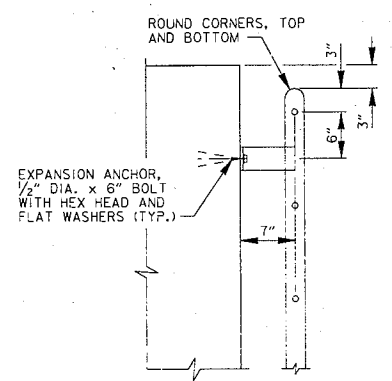 ROUND CORNERS, TOP
AND BOTTOM
3"
3"
6"
EXPANSION ANCHOR,
1/2" DIA. x 6" BOLT
WITH HEX HEAD AND
FLAT WASHERS (TYP.)
7"